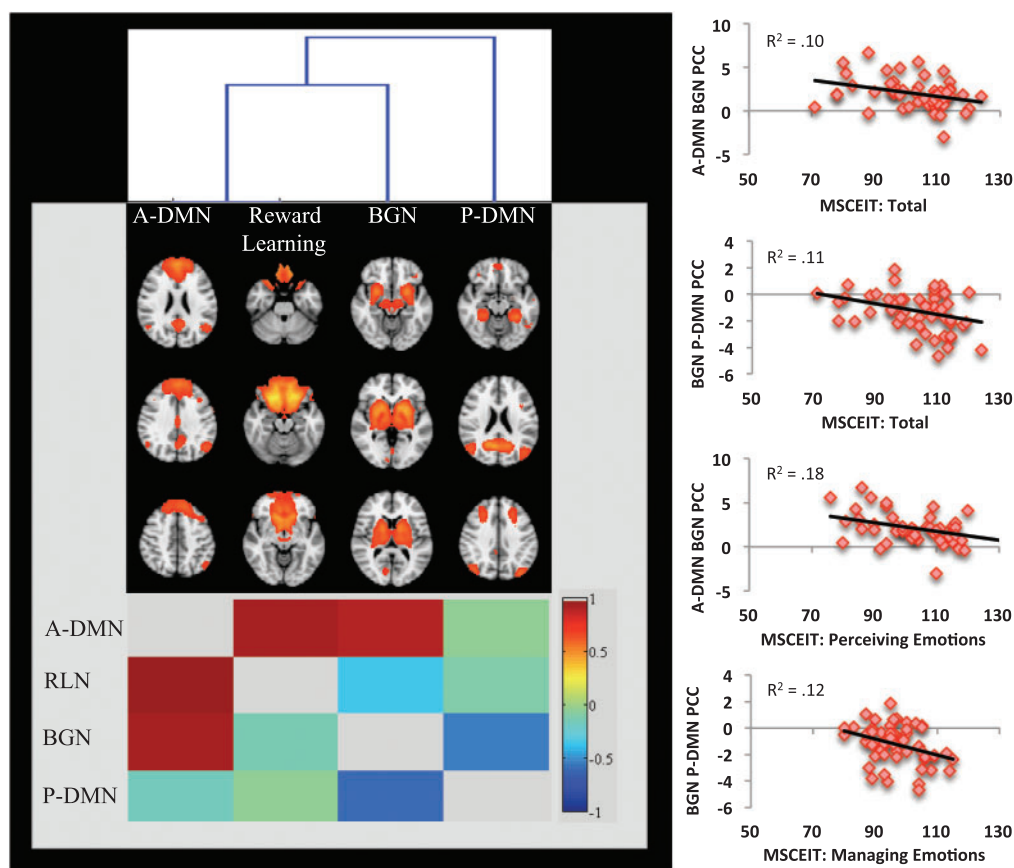 A-DMN Reward BGN P-DMN
Learning
A-DMN
RLN
BGN
P-DMN
1
0.5
0
-0.5
-1
R² = .10
A-DMN BGN PCC
10
5
0
-5
50 70 90 110 130
MSCEIT: Total
R² = .11
BGN P-DMN PCC
4
2
0
-2
-4
-6
50 70 90 110 130
MSCEIT: Total
R² = .18
A-DMN BGN PCC
10
5
0
-5
50 70 90 110 130
MSCEIT: Perceiving Emotions
R² = .12
BGN P-DMN PCC
4
2
0
-2
-4
-6
50 70 90 110 130
MSCEIT: Managing Emotions